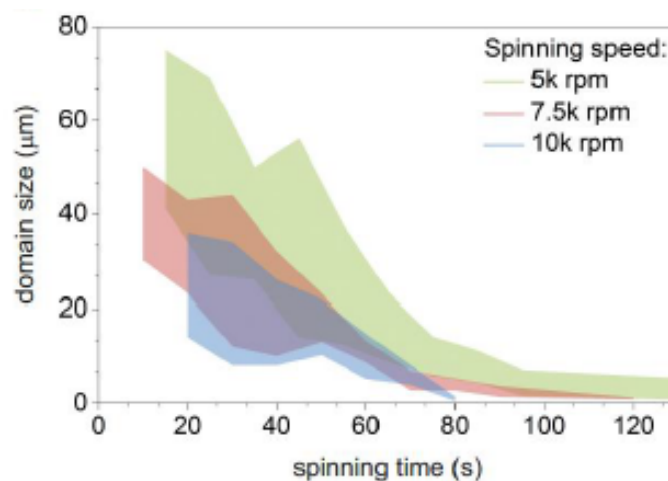 80
60
40
20
0
domain size (μm)
Spinning speed:
5k rpm
7.5k rpm
10k rpm
0 20 40 60 80 100 120
spinning time (s)